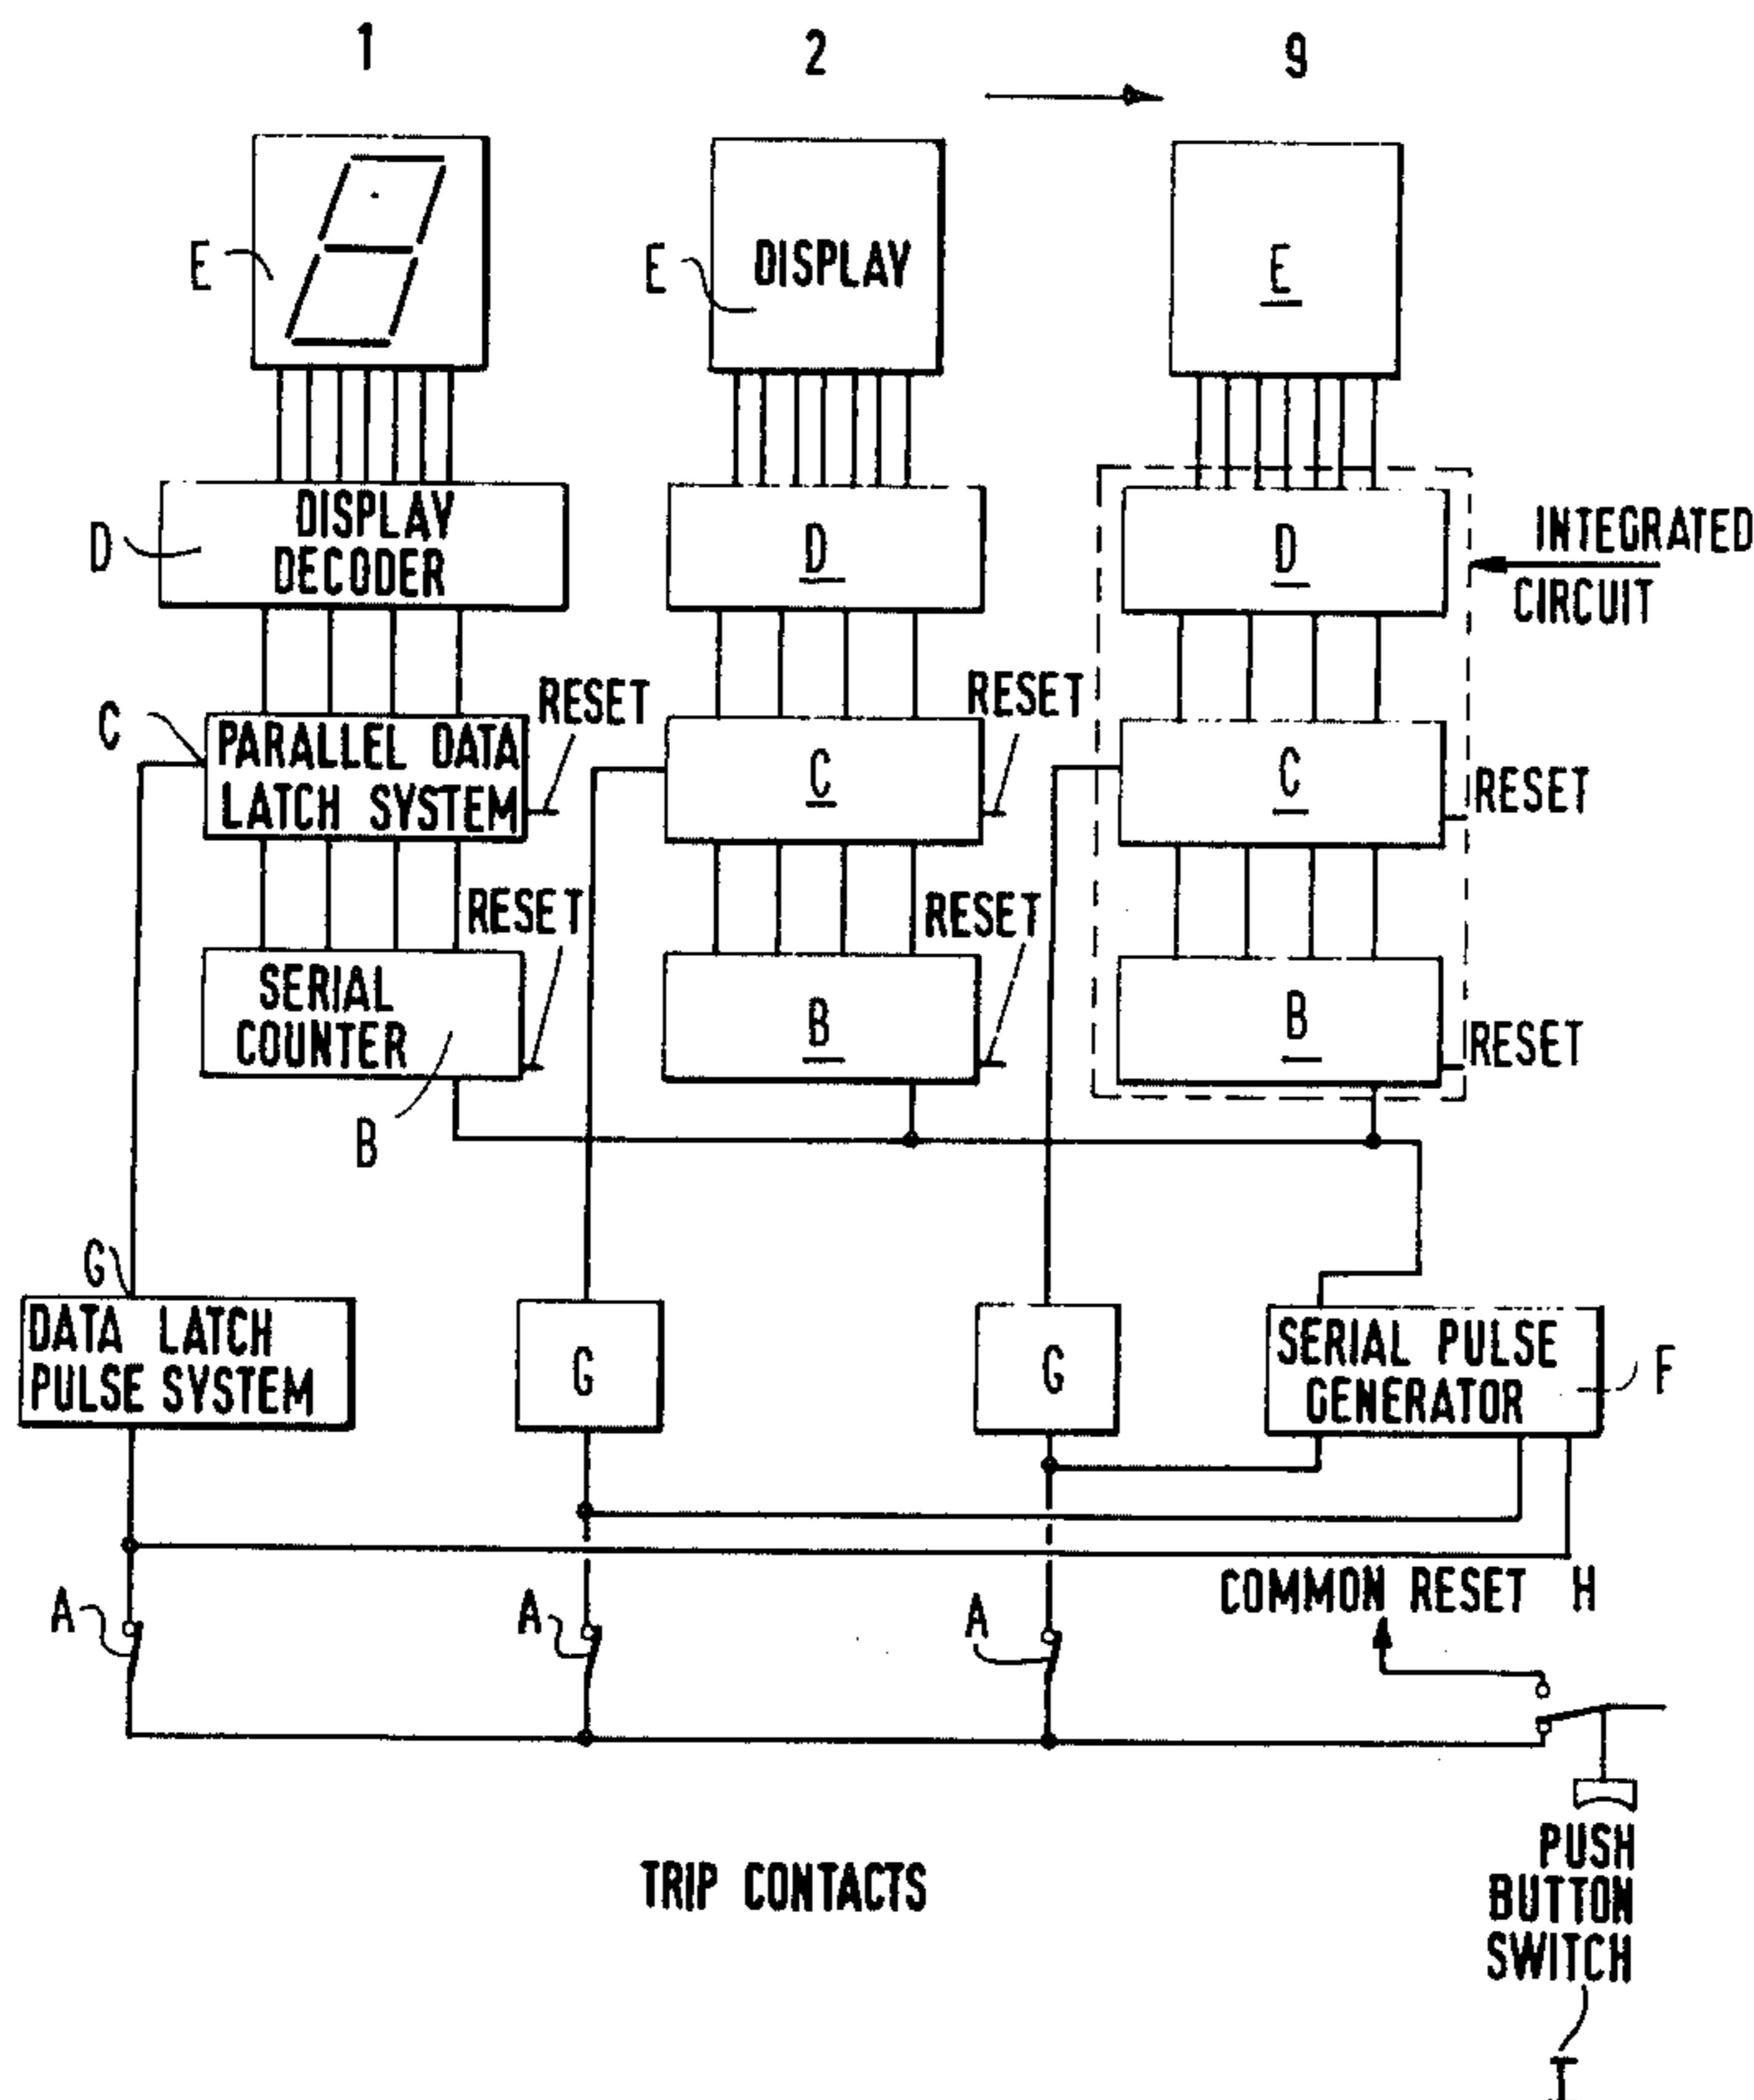 1 2 9
E
E DISPLAY
E
D DISPLAY
DECODER
D
D
INTEGRATED
CIRCUIT
C PARALLEL DATA
LATCH SYSTEM
RESET
C
RESET
C
RESET
SERIAL
COUNTER
RESET
B
B
RESET
B
RESET
G
DATA LATCH
PULSE SYSTEM
G
G
SERIAL PULSE
GENERATOR
F
COMMON RESET H
A
A
A
TRIP CONTACTS
PUSH
BUTTON
SWITCH
I